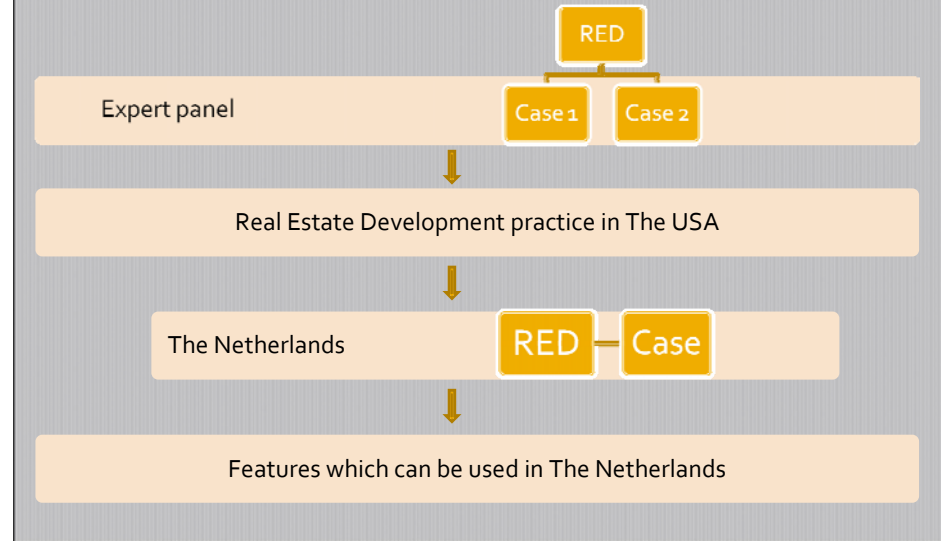 RED
Expert panel
Case 1
Case 2
Real Estate Development practice in The USA
The Netherlands
RED
Case
Features which can be used in The Netherlands